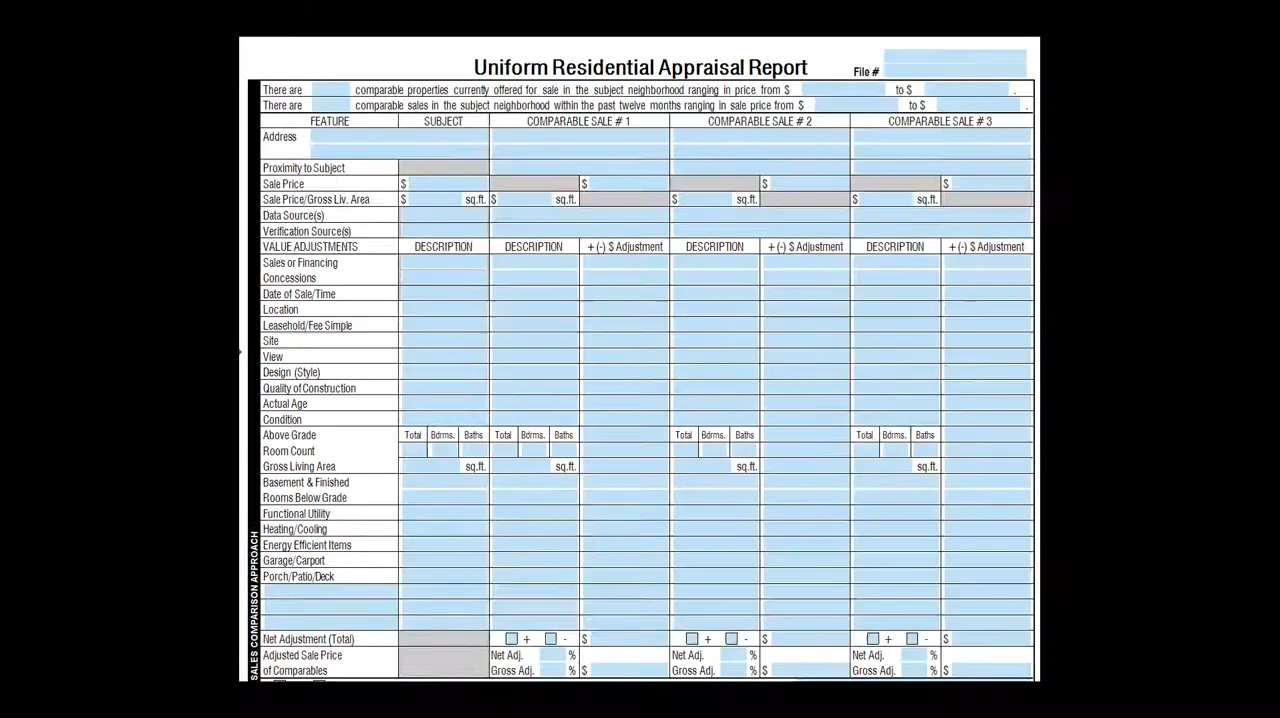 Uniform Residential Appraisal Report
File #
There are comparable properties currently offered for sale in the subject neighborhood ranging in price from $ to $ .
There are comparable sales in the subject neighborhood within the past twelve months ranging in sale price from $ to $ .
FEATURE SUBJECT COMPARABLE SALE # 1 COMPARABLE SALE # 2 COMPARABLE SALE # 3
Address
Proximity to Subject
Sale Price $ $ $ $
Sale Price/Gross Liv. Area $ sq.ft. $ sq.ft. $ sq.ft. $ sq.ft.
Data Source(s)
Verification Source(s)
VALUE ADJUSTMENTS DESCRIPTION DESCRIPTION +(-) $ Adjustment DESCRIPTION +(-) $ Adjustment DESCRIPTION +(-) $ Adjustment
Sales or Financing
Concessions
Date of Sale/Time
Location
Leasehold/Fee Simple
Site
View
Design (Style)
Quality of Construction
Actual Age
Condition
Above Grade Total Bdrms. Baths Total Bdrms. Baths Total Bdrms. Baths Total Bdrms. Baths
Room Count
Gross Living Area sq.ft. sq.ft. sq.ft. sq.ft.
Basement & Finished
Rooms Below Grade
Functional Utility
Heating/Cooling
Energy Efficient Items
Garage/Carport
Porch/Patio/Deck
Net Adjustment (Total) + - $ + - $ + - $
Adjusted Sale Price Net Adj. % Net Adj. % Net Adj. %
of Comparables Gross Adj. % $ Gross Adj. % $ Gross Adj. % $
SALES COMPARISON APPROACH